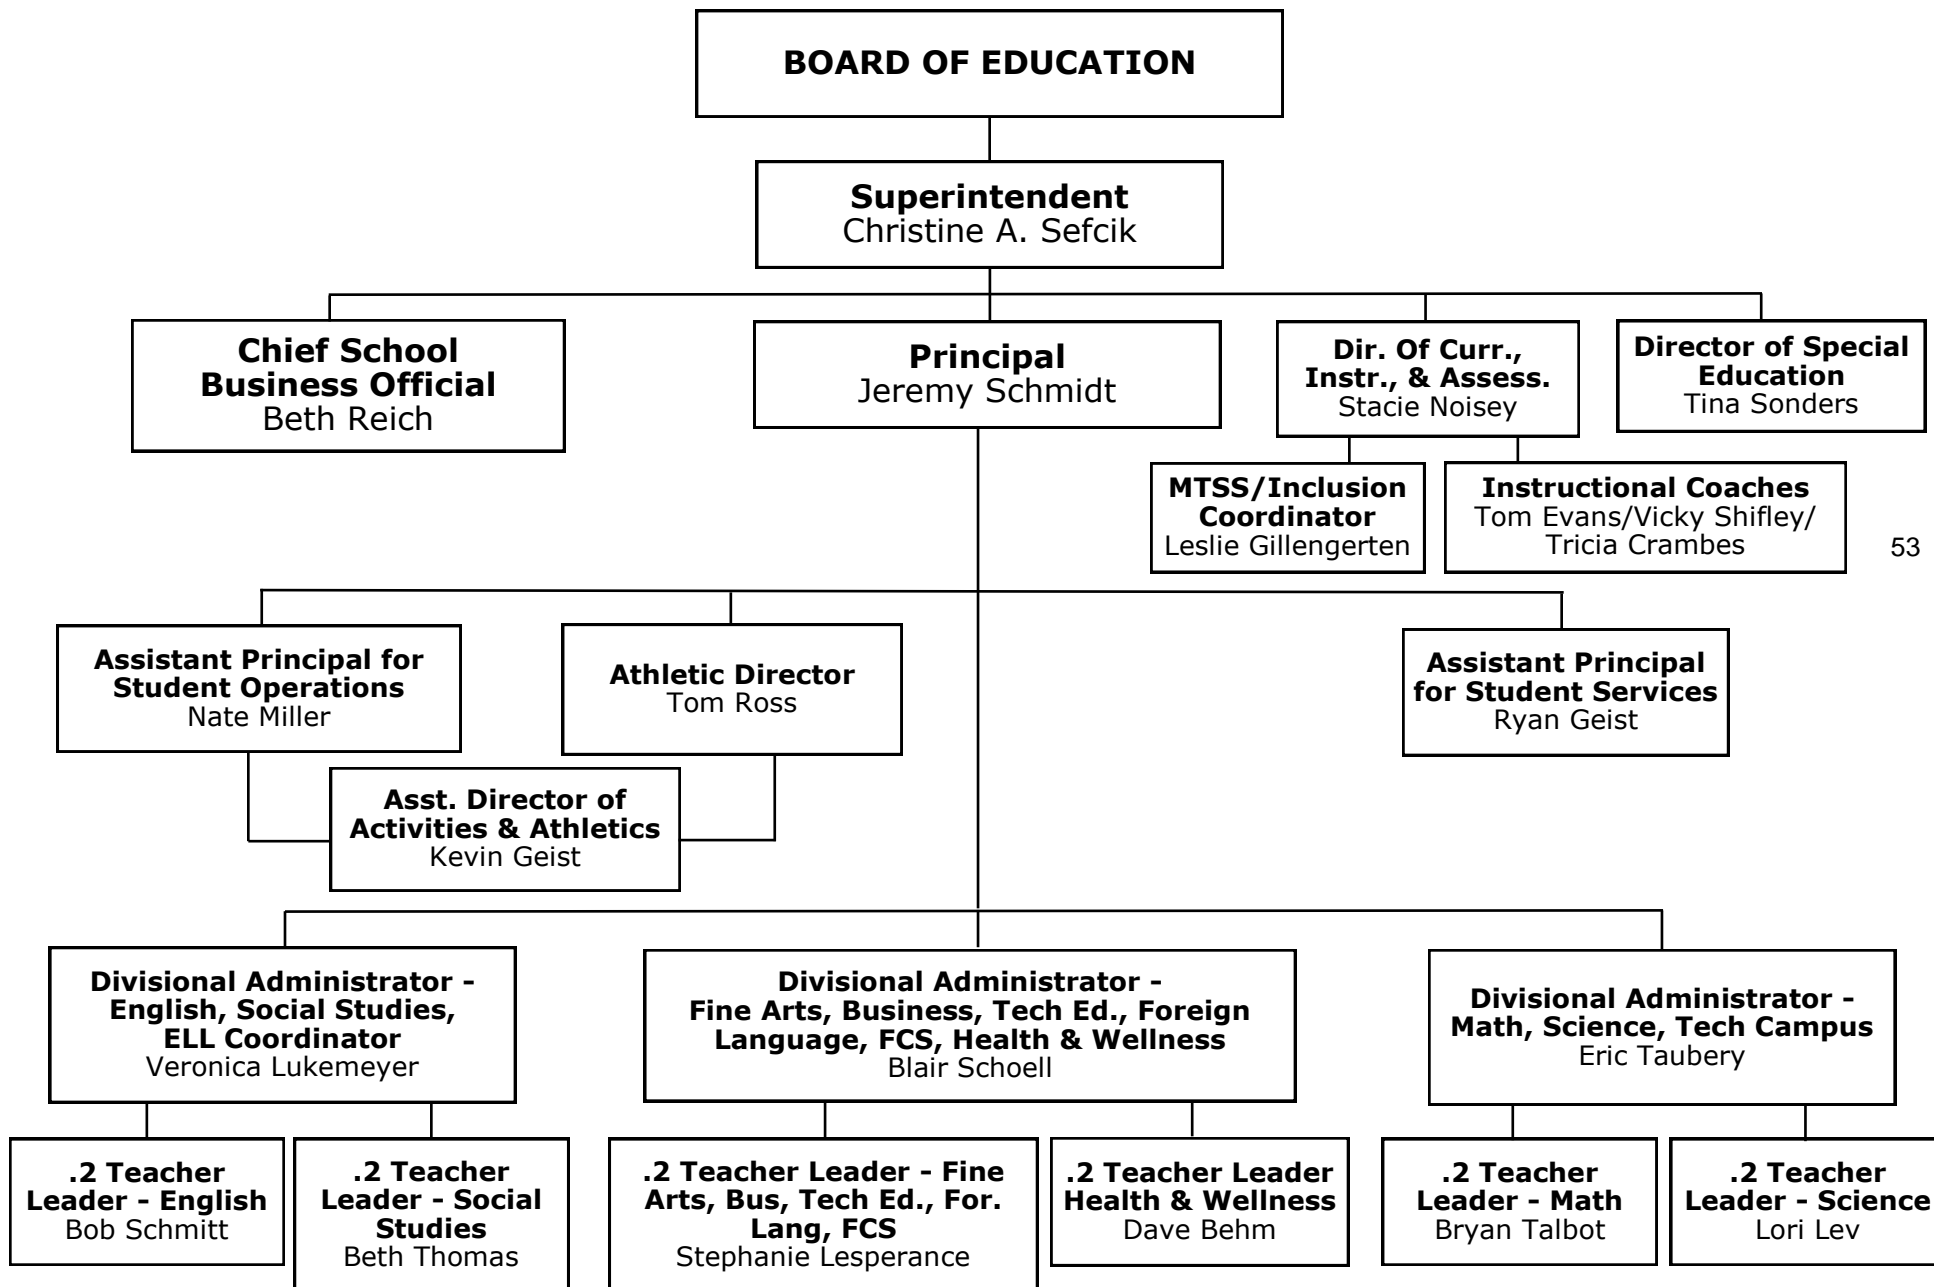 BOARD OF EDUCATION
Superintendent
Christine A. Sefcik
Chief School
Business Official
Beth Reich
Principal
Jeremy Schmidt
Dir. Of Curr.,
Instr., & Assess.
Stacie Noisey
Director of Special
Education
Tina Sonders
MTSS/Inclusion
Coordinator
Leslie Gillengerten
Instructional Coaches
Tom Evans/Vicky Shifley/
Tricia Crambes
53
Assistant Principal for
Student Operations
Nate Miller
Athletic Director
Tom Ross
Assistant Principal
for Student Services
Ryan Geist
Asst. Director of
Activities & Athletics
Kevin Geist
Divisional Administrator -
English, Social Studies,
ELL Coordinator
Veronica Lukemeyer
Divisional Administrator -
Fine Arts, Business, Tech Ed., Foreign
Language, FCS, Health & Wellness
Blair Schoell
Divisional Administrator -
Math, Science, Tech Campus
Eric Taubery
.2 Teacher
Leader - English
Bob Schmitt
.2 Teacher
Leader - Social
Studies
Beth Thomas
.2 Teacher Leader - Fine
Arts, Bus, Tech Ed., For.
Lang, FCS
Stephanie Lesperance
.2 Teacher Leader
Health & Wellness
Dave Behm
.2 Teacher
Leader - Math
Bryan Talbot
.2 Teacher
Leader - Science
Lori Lev